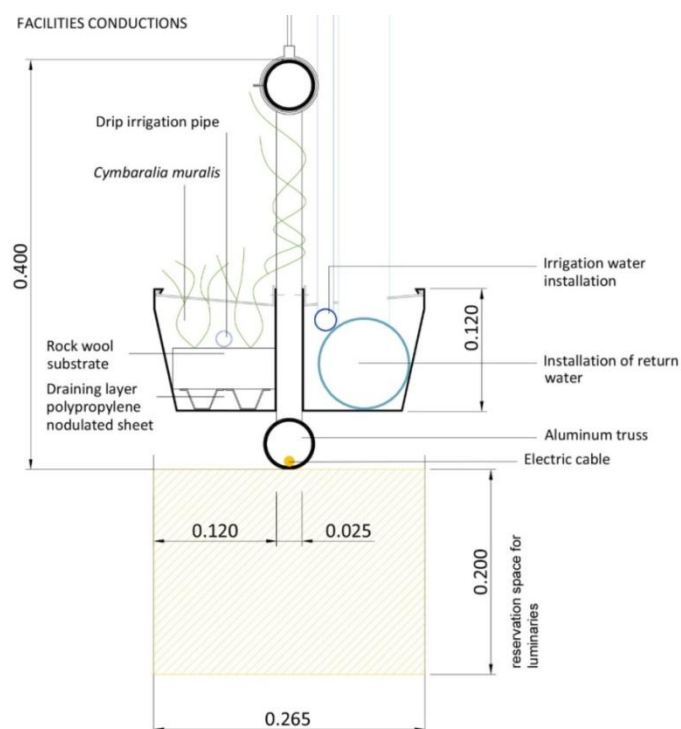 FACILITIES CONDUCTIONS
Drip irrigation pipe
Cymbaralia muralis
0.400
Irrigation water
installation
0.120
Rock wool
substrate
Installation of return
water
Draining layer
polypropylene
nodulated sheet
Aluminum truss
Electric cable
0.120
0.025
0.200
reservation space for
luminaries
0.265